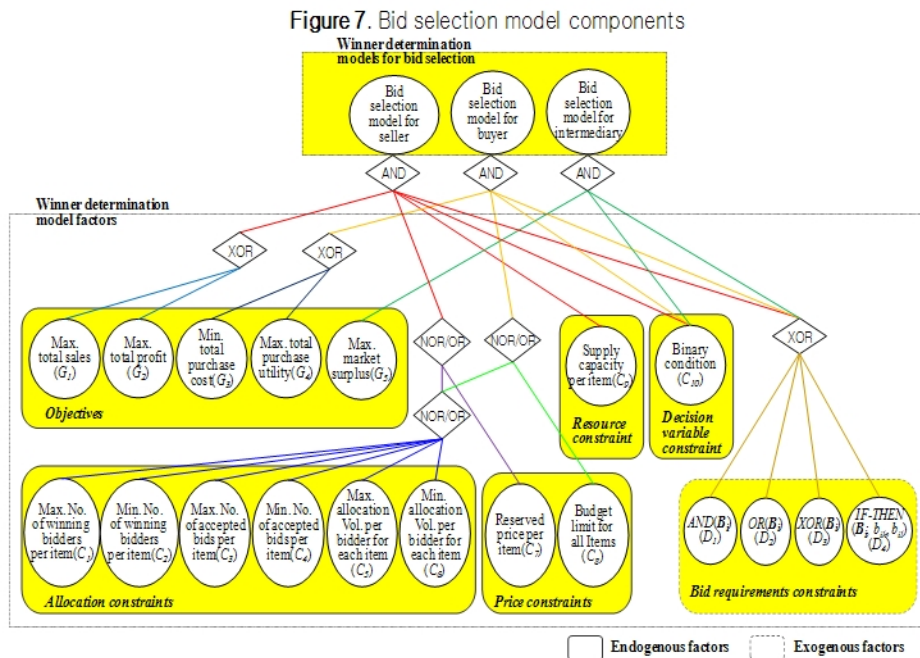 Figure 7. Bid selection model components
Winner determination
models for bid selection
Bid
selection
model for
seller
Bid
selection
model for
buyer
Bid
selection
model for
intermediary
AND
AND
AND
Winner determination
model factors
XOR
XOR
Max.
total sales
(G1)
Max.
total profit
(G2)
Min.
total
purchase
cost(G3)
Max. total
purchase
utility(G4)
Max.
market
surplus(G5)
Objectives
NOR/OR
NOR/OR
NOR/OR
Supply
capacity
per item(C9)
Resource
constraint
Binary
condition
(C10)
Decision
variable
constraint
XOR
Max. No.
of winning
bidders
per item(C1)
Min. No.
of winning
bidders
per item(C2)
Max. No.
of accepted
bids per
item(C3)
Min. No.
of accepted
bids per
item(C4)
Max.
allocation
Vol. per
bidder for
each item
(C5)
Min.
allocation
Vol. per
bidder for
each item
(C6)
Allocation constraints
Reserved
price per
item(C7)
Budget
limit for
all Items
(C8)
Price constraints
AND(Bi)
(D1)
OR(Bi)
(D2)
XOR(Bi)
(D3)
IF-THEN
(D4)
Bid requirements constraints
Endogenous factors
Exogenous factors